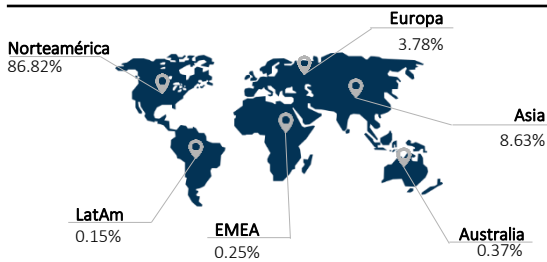 Europa
3.78%
Norteamérica
86.82%
Asia
8.63%
LatAm
0.15%
EMEA
0.25%
Australia
0.37%